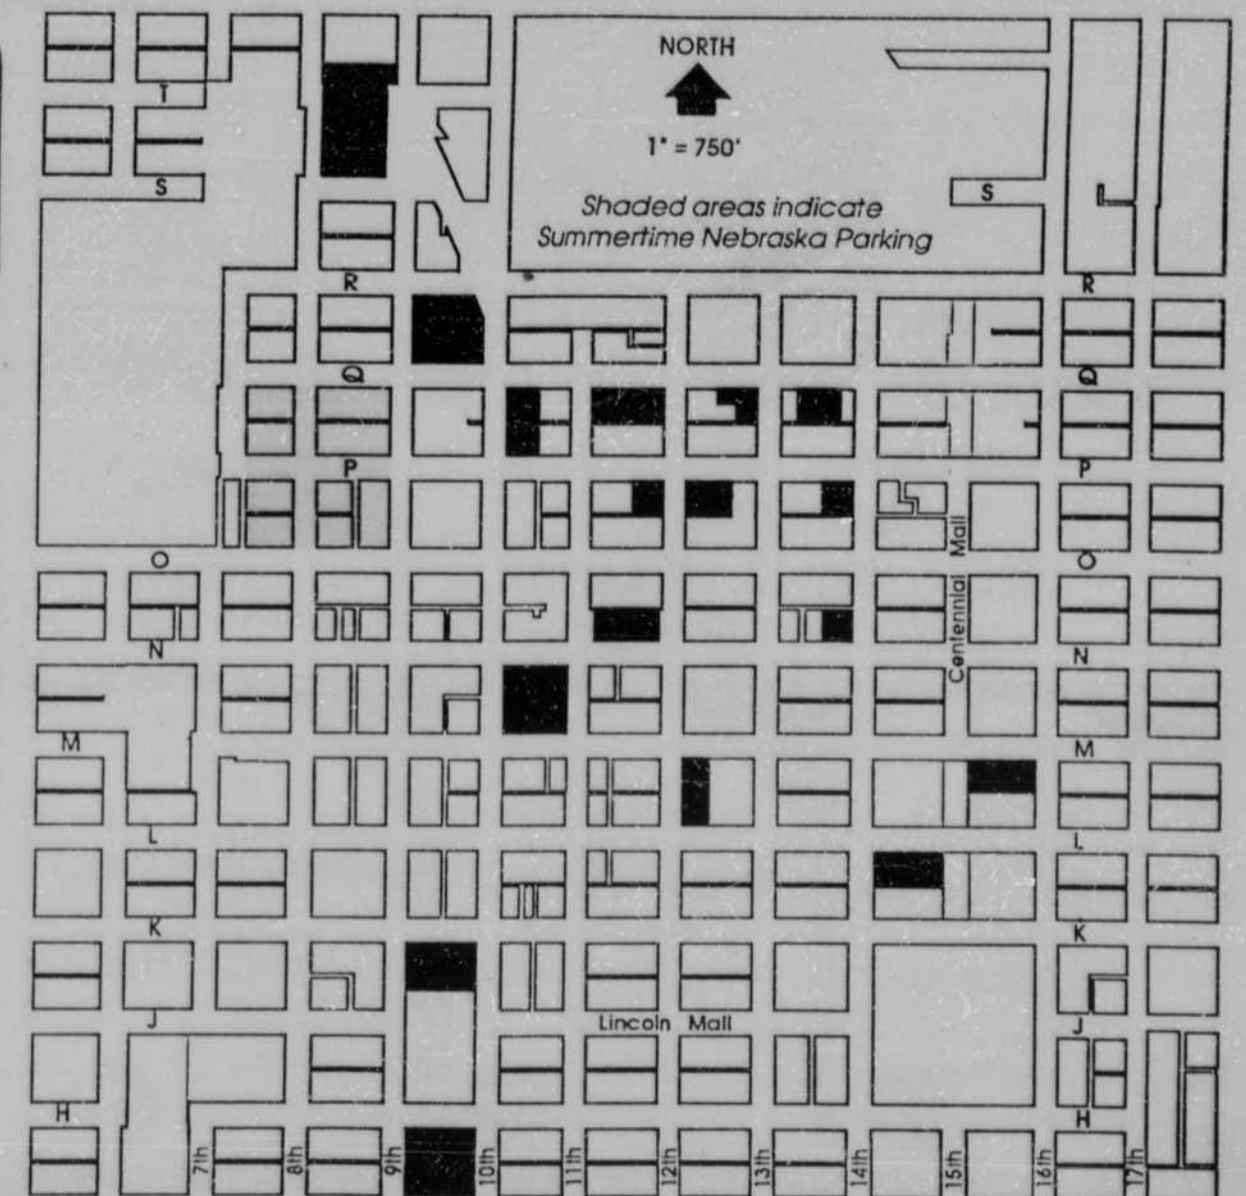 NORTH
1" = 750'
Shaded areas indicate
Summertime Nebraska Parking
T
S
S
R
R
Q
Q
P
P
O
O
Centennial Mall
N
N
M
M
L
L
K
K
J
Lincoln Mall
J
H
H
7th
8th
9th
10th
11th
12th
13th
14th
15th
16th
17th